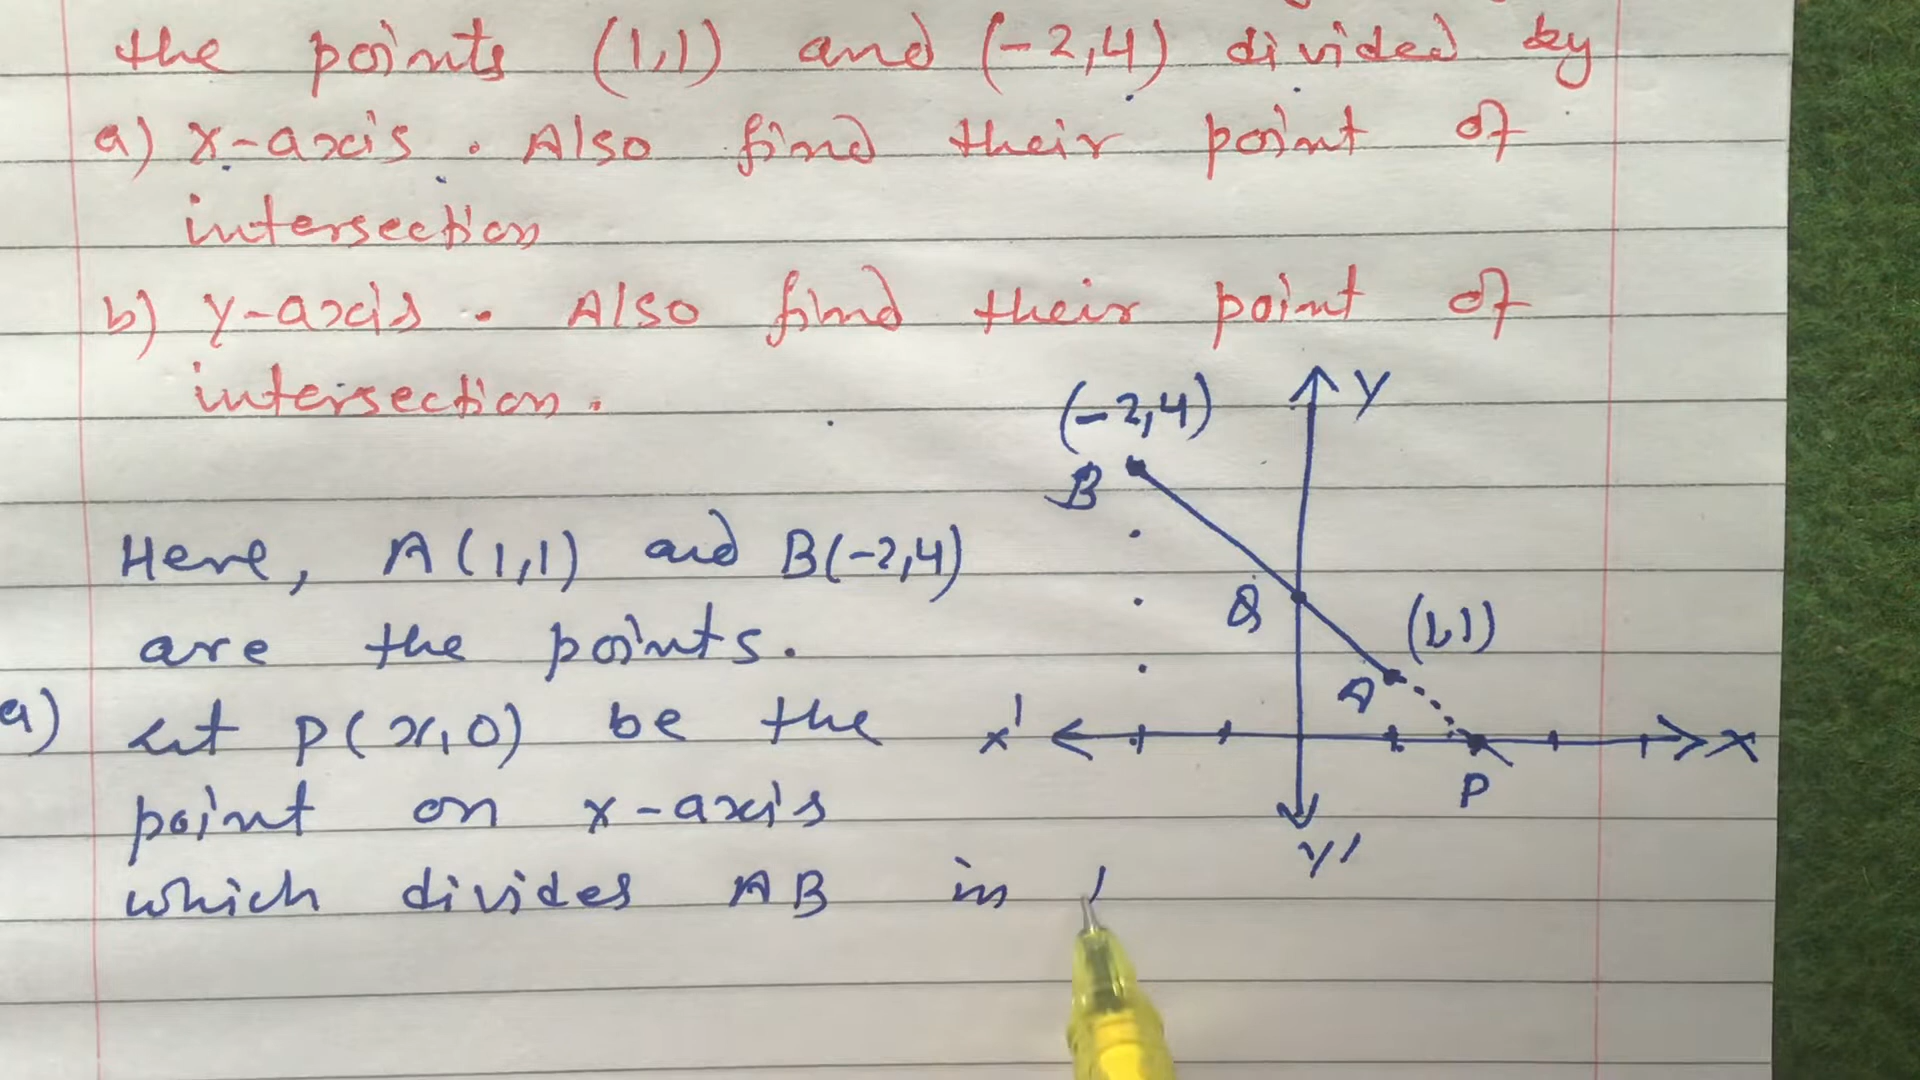 the points (1,1) and (-2,4) divided by
a) x-axis. Also find their point of
intersection
b) y-axis. Also find their point of
intersection.
(-2,4)
Y
B
Here, A(1,1) and B(-2,4)
Q
(1,1)
are the points.
A
a) Let P(x,0) be the
X'
X
P
point on x-axis
Y'
which divides AB in